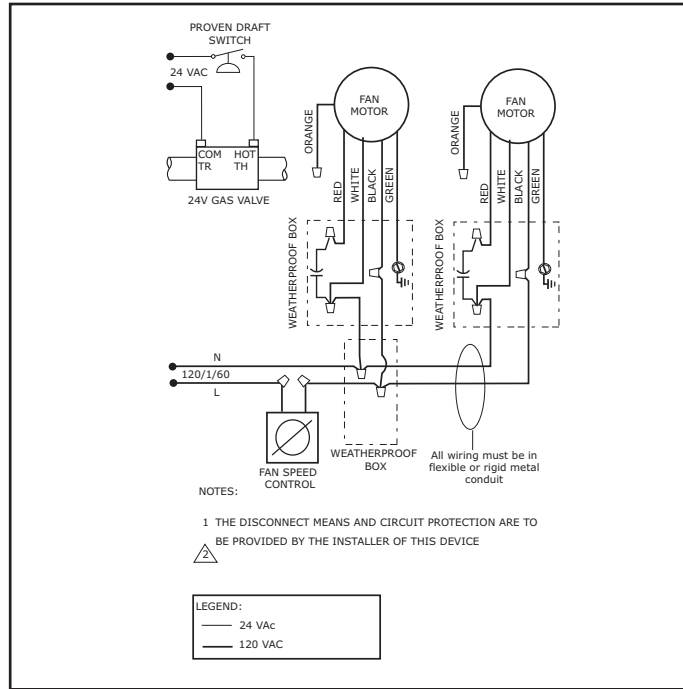 PROVEN DRAFT
SWITCH
24 VAC
COM
TR
HOT
TH
24V GAS VALVE
FAN
MOTOR
ORANGE
RED
WHITE
BLACK
GREEN
WEATHERPROOF BOX
FAN
MOTOR
ORANGE
RED
WHITE
BLACK
GREEN
WEATHERPROOF BOX
N
120/1/60
L
FAN SPEED
CONTROL
WEATHERPROOF
BOX
All wiring must be in
flexible or rigid metal
conduit
NOTES:
1 THE DISCONNECT MEANS AND CIRCUIT PROTECTION ARE TO
BE PROVIDED BY THE INSTALLER OF THIS DEVICE
2
LEGEND:
24 VAc
120 VAC